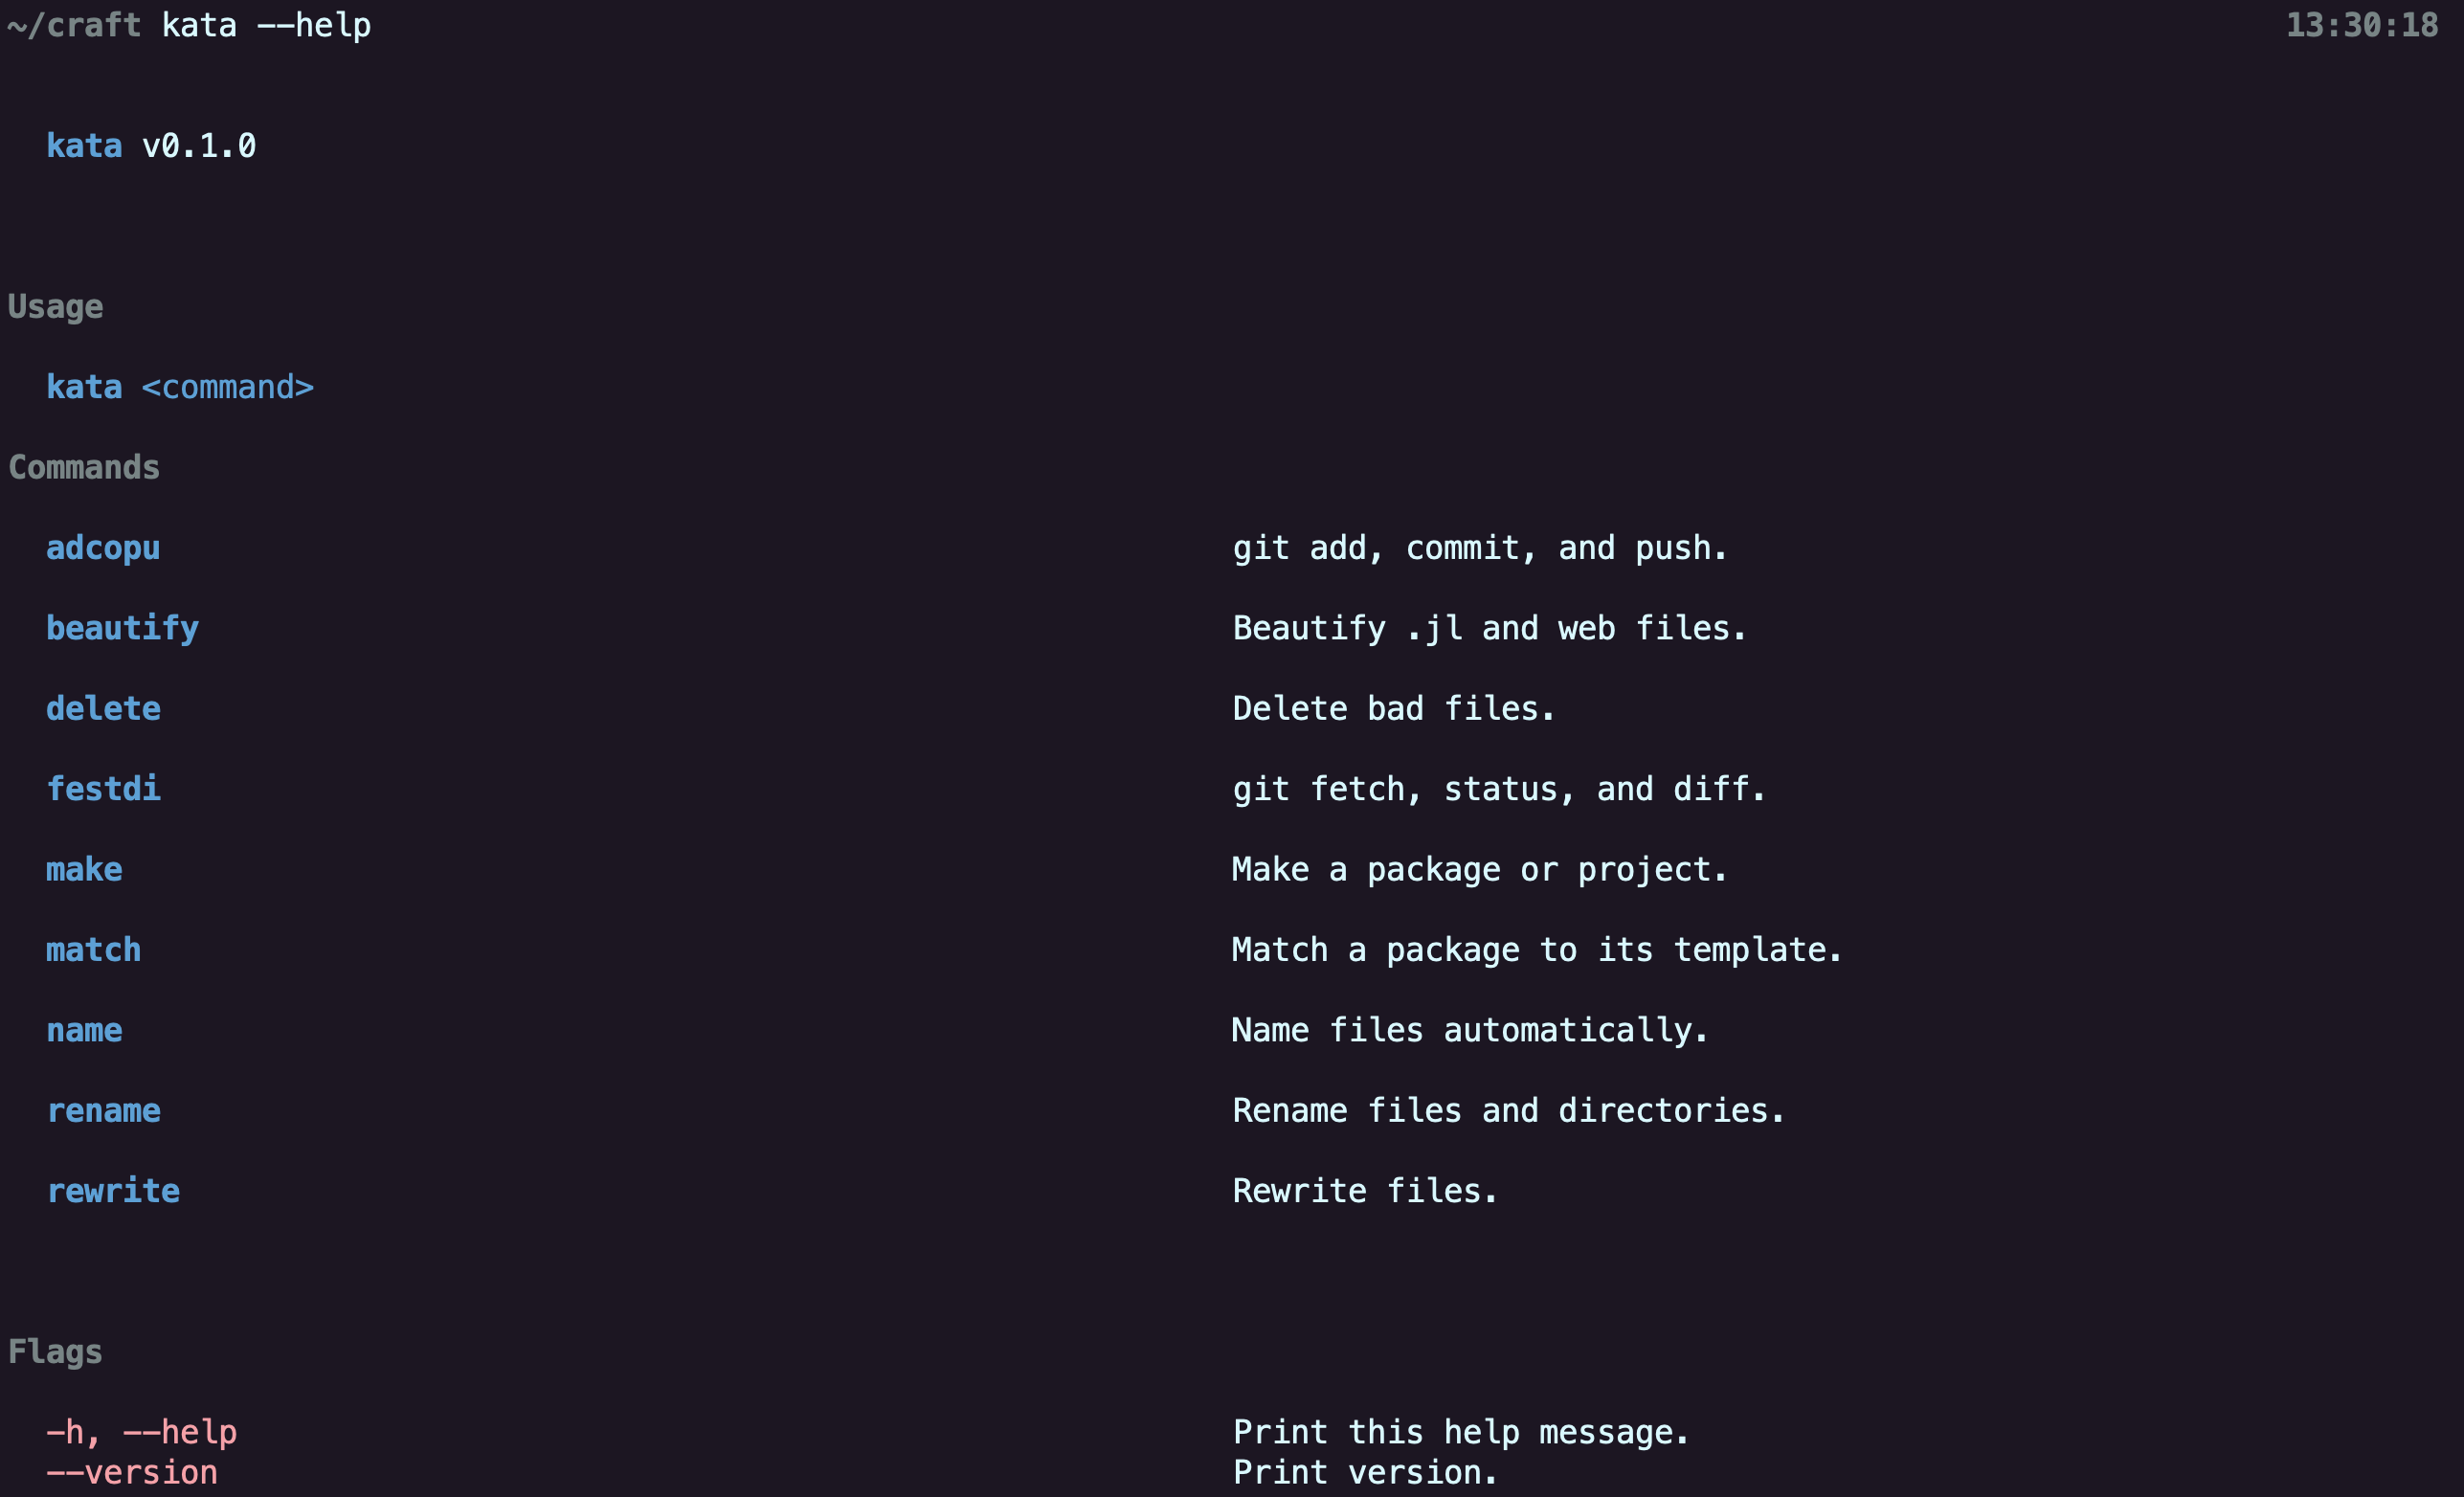 ~/craft kata --help 13:30:18
kata v0.1.0
Usage
kata <command>
Commands
adcopu git add, commit, and push.
beautify Beautify .jl and web files.
delete Delete bad files.
festdi git fetch, status, and diff.
make Make a package or project.
match Match a package to its template.
name Name files automatically.
rename Rename files and directories.
rewrite Rewrite files.
Flags
-h, --help Print this help message.
--version Print version.